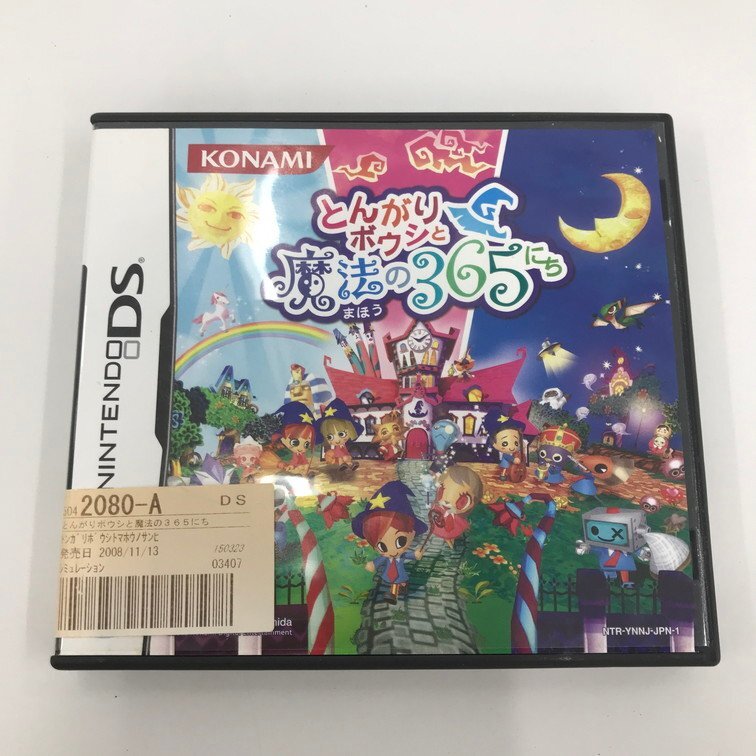 KONAMI
とんがり
ボウシと
魔法の365にち
まほう
NINTENDO DS®
2080-A DS
とんがりボウシと魔法の365にち
発売日 2008/11/13 150323
ミュレーション 03407
NTR-YNNJ-JPN-1